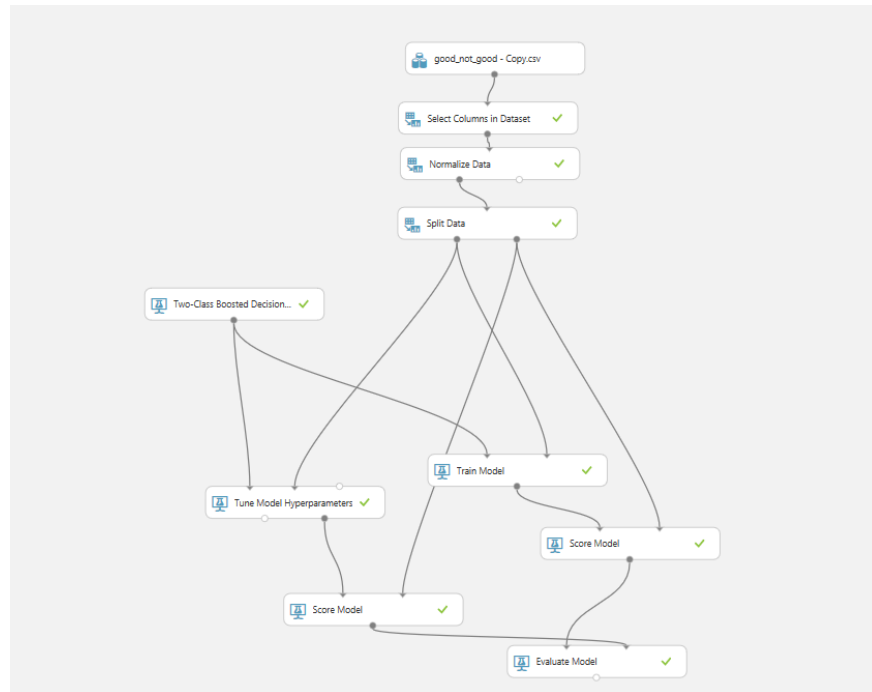 good_not_good - Copy.csv
Select Columns in Dataset
Normalize Data
Split Data
Two-Class Boosted Decision...
Train Model
Tune Model Hyperparameters
Score Model
Score Model
Evaluate Model